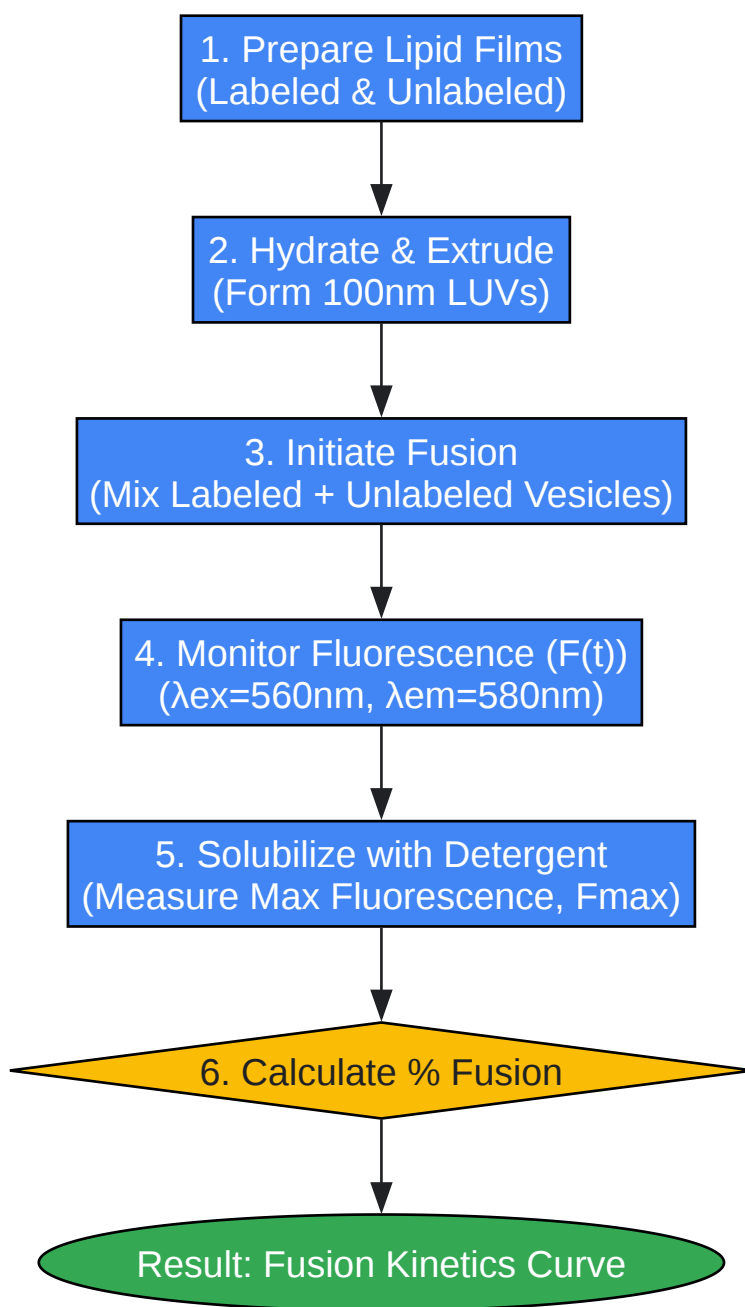 1. Prepare Lipid Films
(Labeled & Unlabeled)
2. Hydrate & Extrude
(Form 100nm LUVs)
3. Initiate Fusion
(Mix Labeled + Unlabeled Vesicles)
4. Monitor Fluorescence (F(t))
(λex=560nm, λem=580nm)
5. Solubilize with Detergent
(Measure Max Fluorescence, Fmax)
6. Calculate % Fusion
Result: Fusion Kinetics Curve